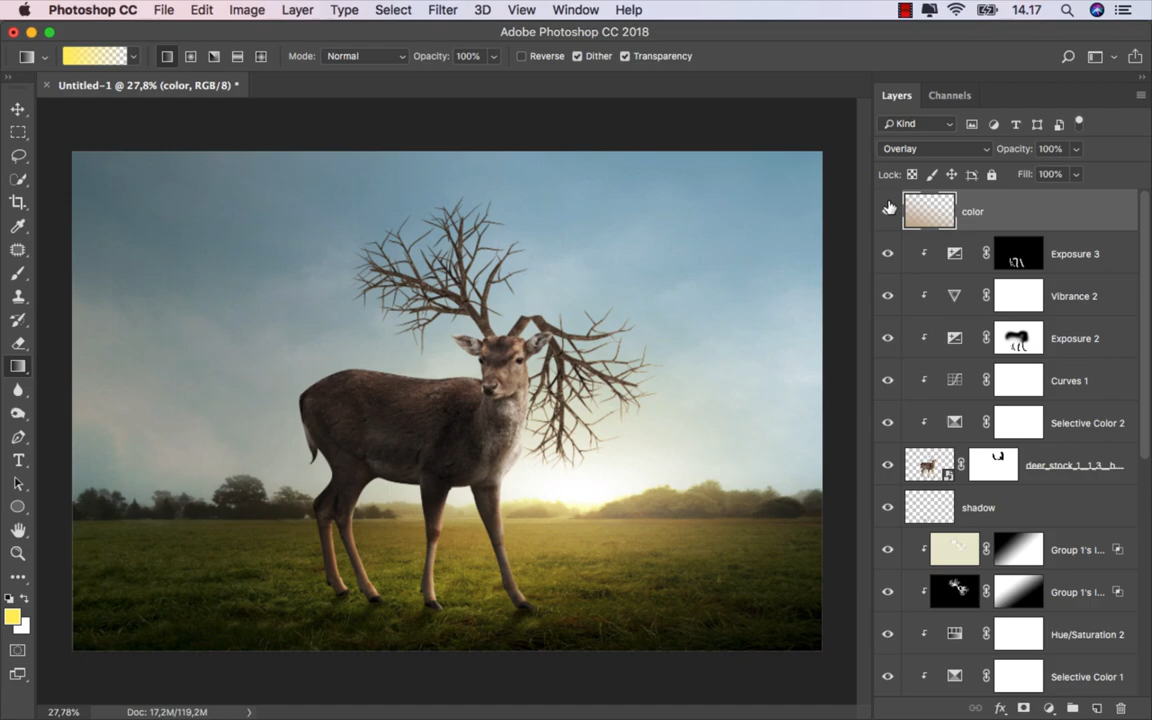 Photoshop CC File Edit Image Layer Type Select Filter 3D View Window Help 14.17
Adobe Photoshop CC 2018
Mode: Normal Opacity: 100% Reverse Dither Transparency
Untitled-1 @ 27,8% (color, RGB/8) *
Layers Channels
Kind
Overlay Opacity: 100%
Lock: Fill: 100%
color
Exposure 3
Vibrance 2
Exposure 2
Curves 1
Selective Color 2
deer_stock_1_1_3__b...
shadow
Group 1's l...
Group 1's l...
Hue/Saturation 2
Selective Color 1
27,78% Doc: 17,2M/119,2M